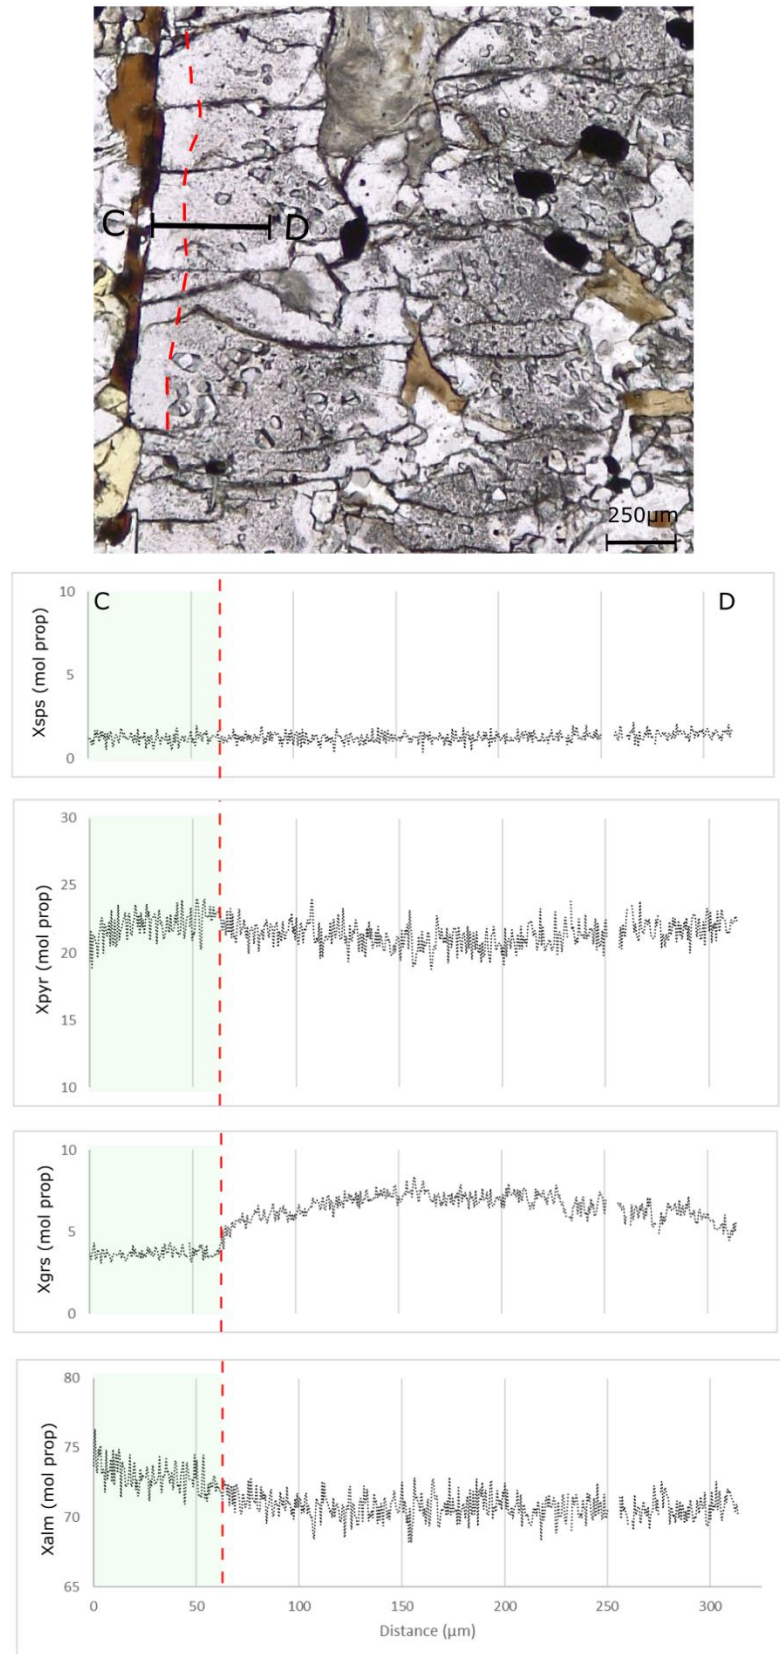 C
D
250µm
10
5
0
Xsps (mol prop)
C
D
30
25
20
15
10
Xpyr (mol prop)
10
5
0
Xgrs (mol prop)
80
75
70
65
Xalm (mol prop)
0 50 100 150 200 250 300
Distance (µm)